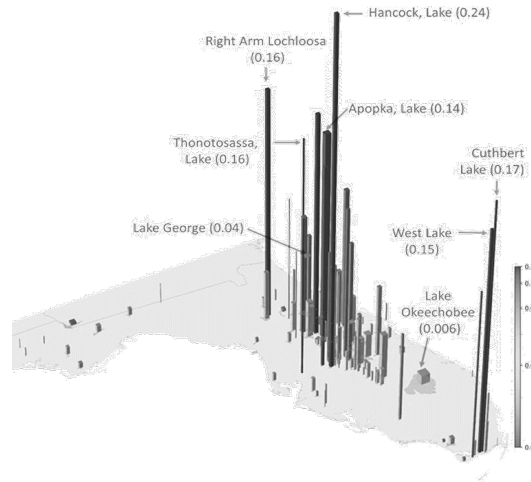 Hancock, Lake (0.24)
Right Arm Lochloosa
(0.16)
Apopka, Lake (0.14)
Thonotosassa,
Lake (0.16)
Cuthbert
Lake (0.17)
Lake George (0.04)
West Lake
(0.15)
Lake
Okeechobee
(0.006)